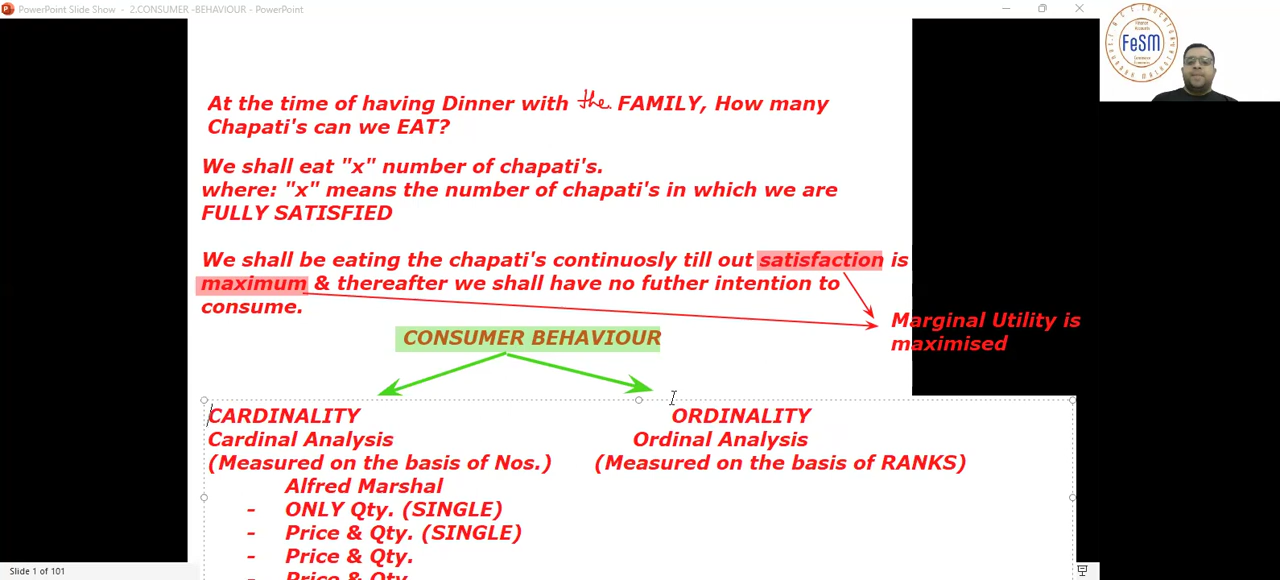 PowerPoint Slide Show - 2.CONSUMER -BEHAVIOUR - PowerPoint
FeSM
At the time of having Dinner with the. FAMILY, How many
Chapati's can we EAT?
We shall eat "x" number of chapati's.
where: "x" means the number of chapati's in which we are
FULLY SATISFIED
We shall be eating the chapati's continuosly till out satisfaction is
maximum & thereafter we shall have no futher intention to
consume.
Marginal Utility is
maximised
CONSUMER BEHAVIOUR
CARDINALITY ORDINALITY
Cardinal Analysis Ordinal Analysis
(Measured on the basis of Nos.) (Measured on the basis of RANKS)
Alfred Marshal
- ONLY Qty. (SINGLE)
- Price & Qty. (SINGLE)
- Price & Qty.
- Price & Qty
Slide 1 of 101